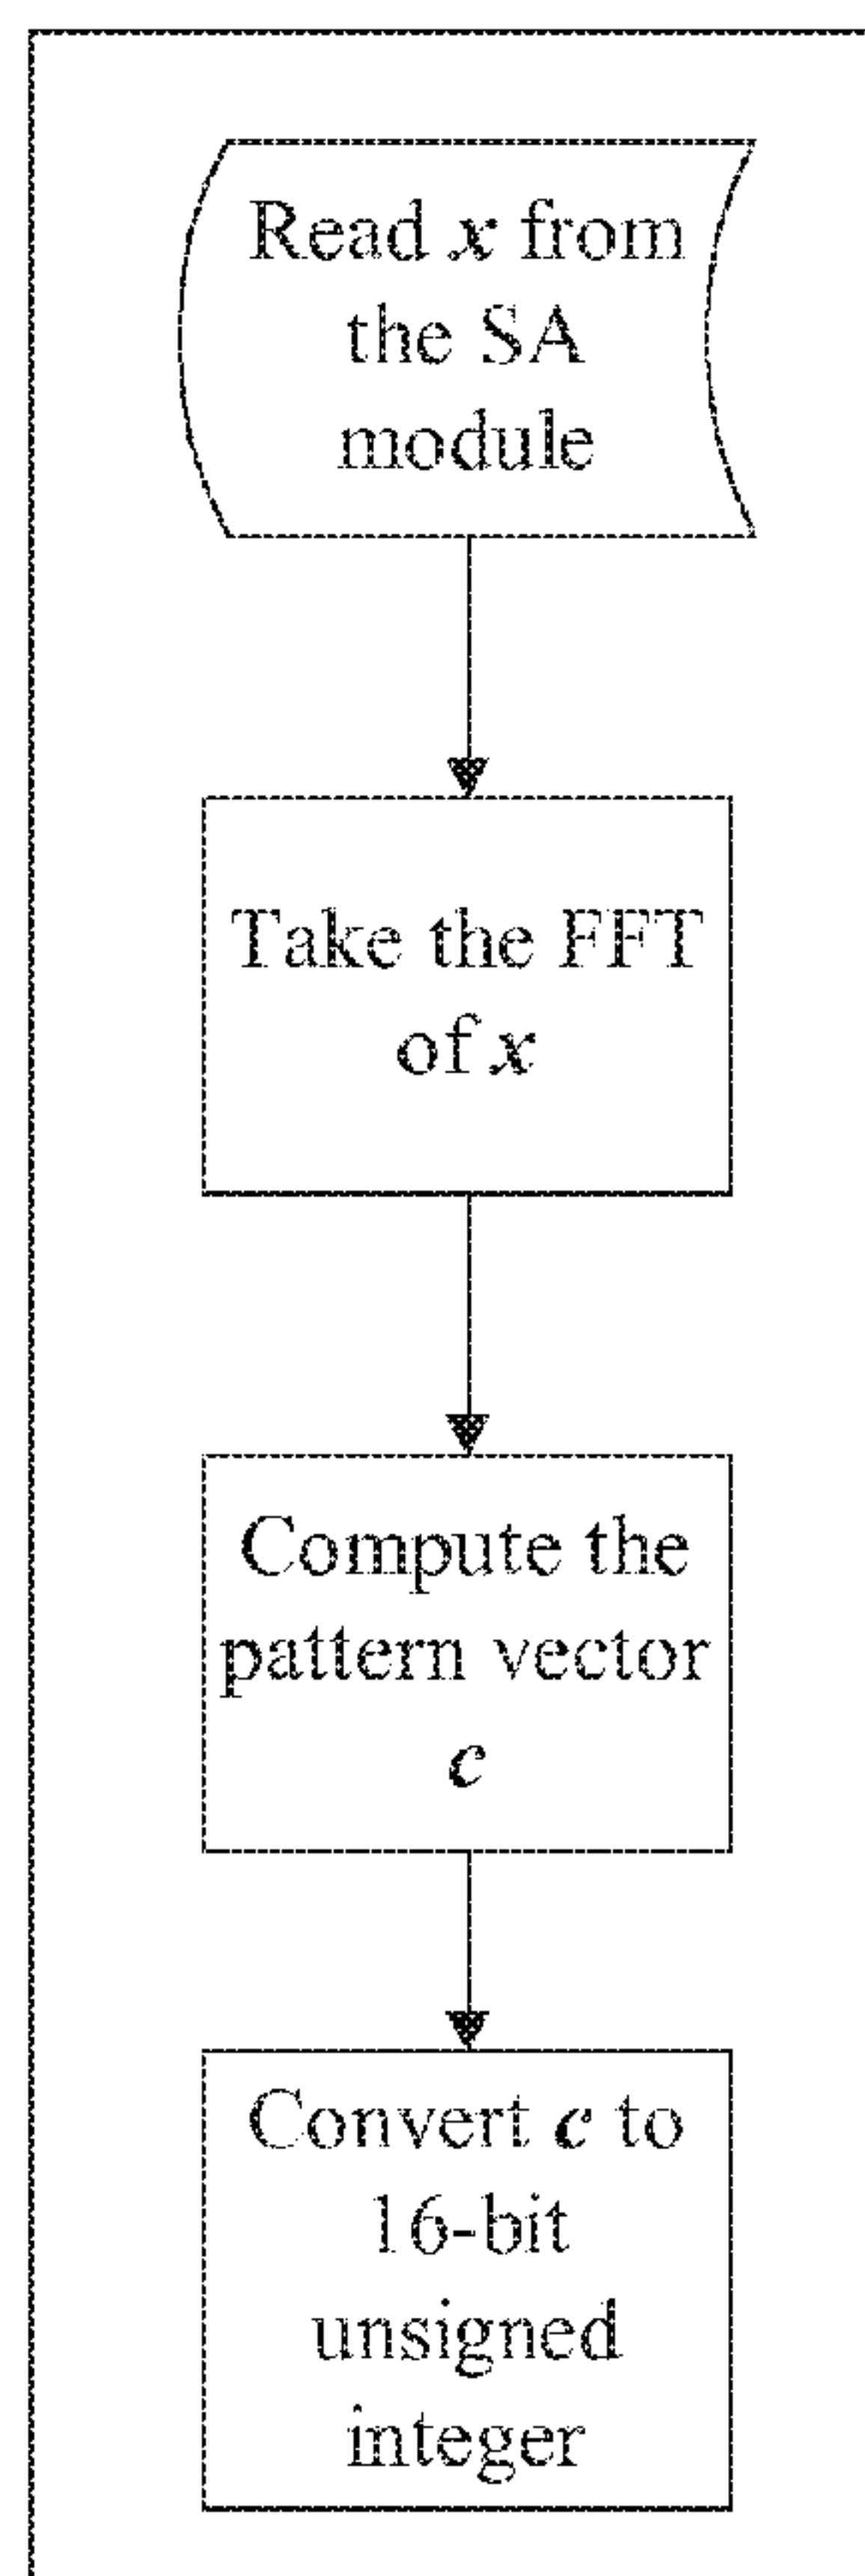 Read x from
the SA
module
Take the FFT
of x
Compute the
pattern vector
c
Convert c to
16-bit
unsigned
integer